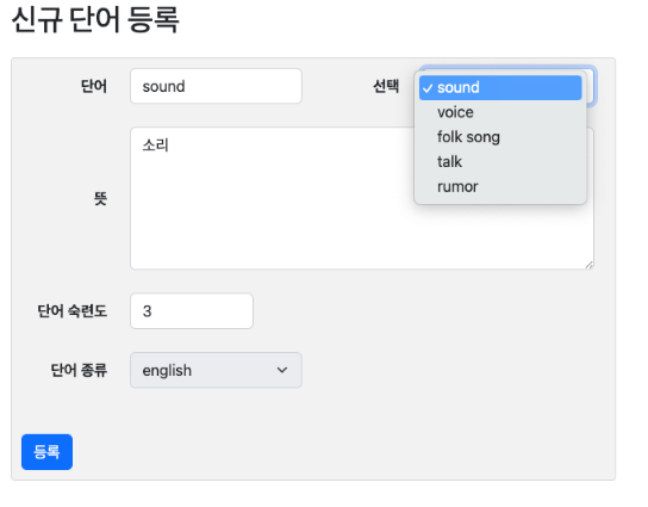 신규 단어 등록
단어 sound 선택 ✓ sound
voice
folk song
talk
rumor
뜻 소리
단어 숙련도 3
단어 종류 english
등록